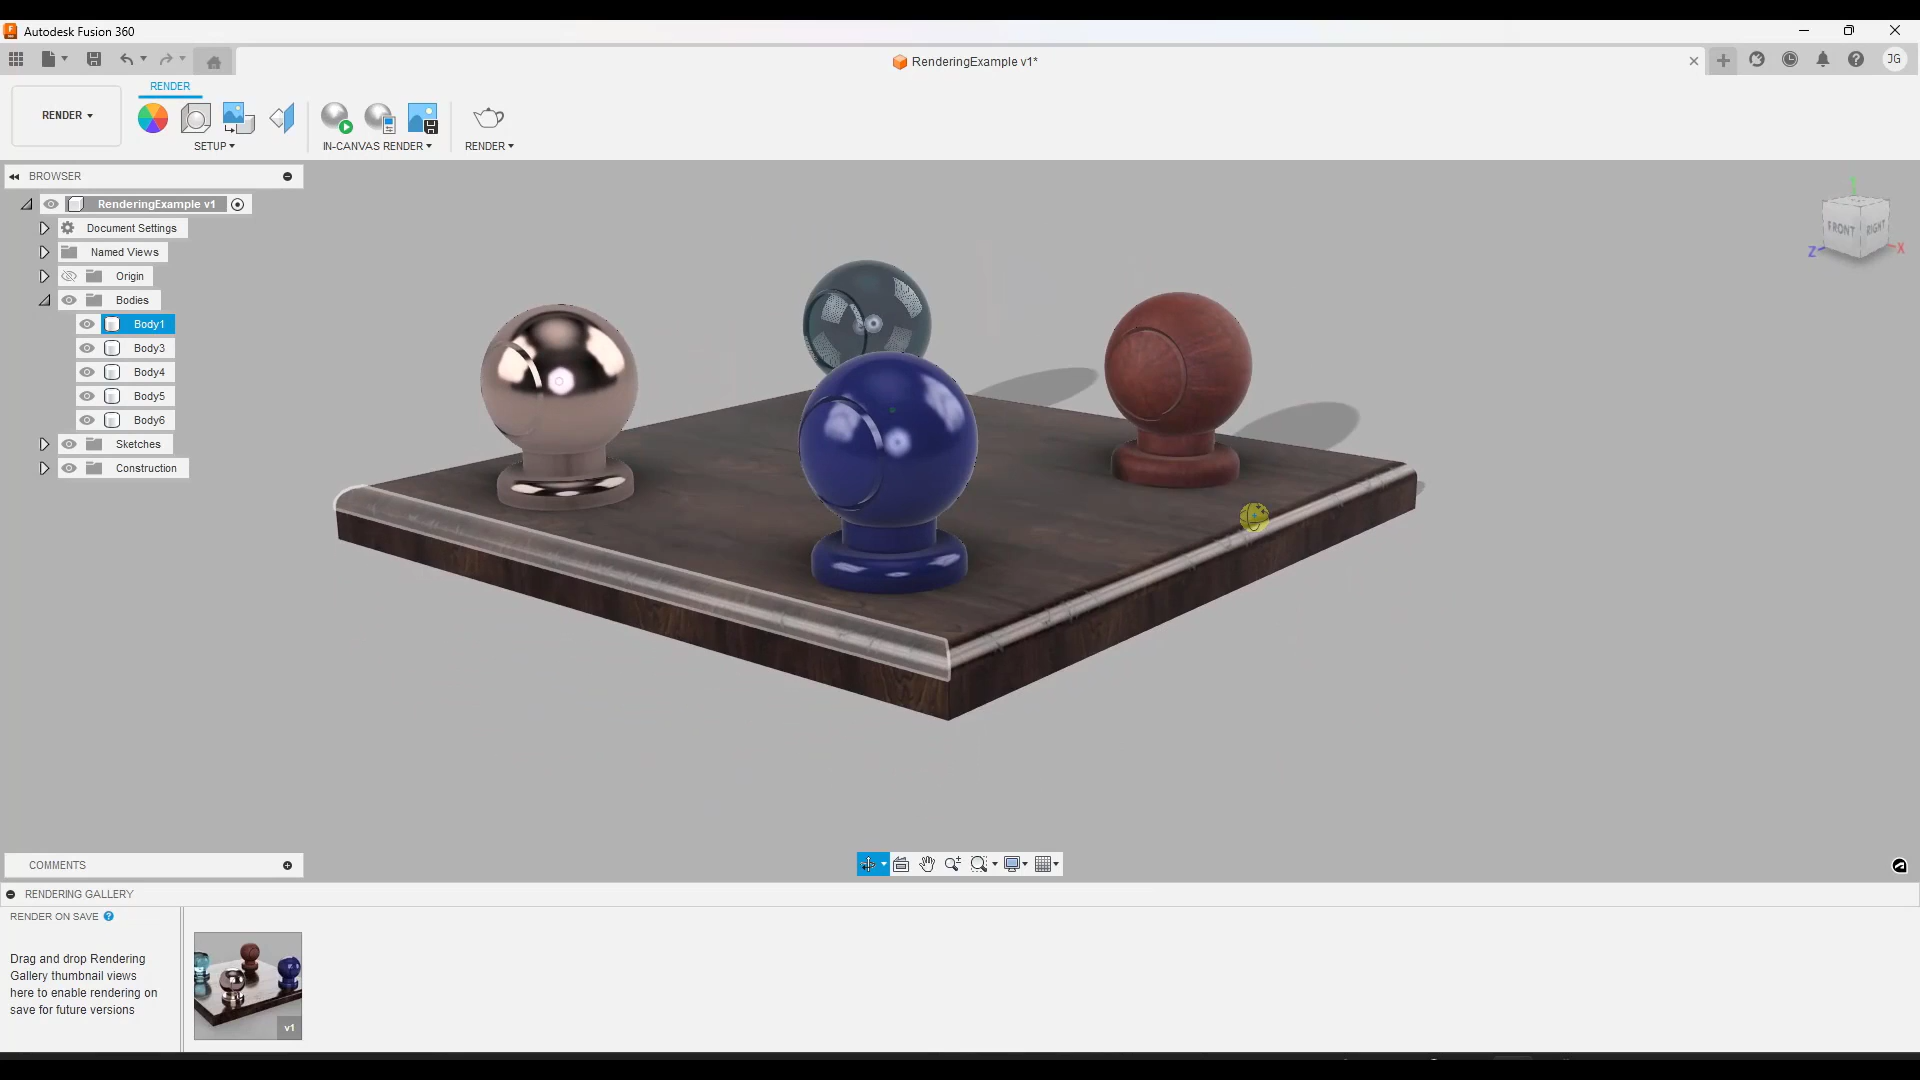 Autodesk Fusion 360
RenderingExample v1*
JG
RENDER
RENDER
SETUP
IN-CANVAS RENDER
RENDER
BROWSER
RenderingExample v1
Document Settings
Named Views
Origin
Bodies
Body1
Body3
Body4
Body5
Body6
Sketches
Construction
FRONT
RIGHT
Z
X
COMMENTS
RENDERING GALLERY
RENDER ON SAVE
Drag and drop Rendering
Gallery thumbnail views
here to enable rendering on
save for future versions
v1